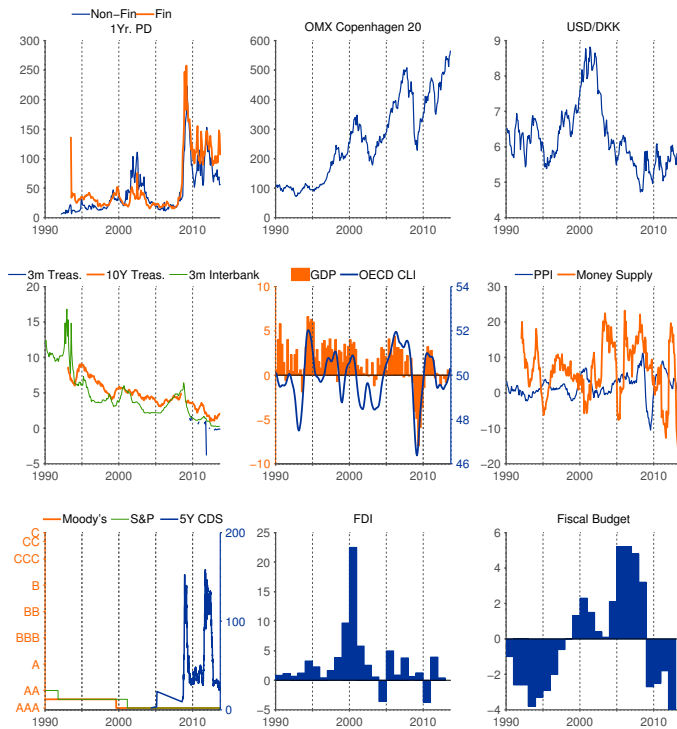 Non−Fin Fin
1Yr. PD OMX Copenhagen 20 USD/DKK
300 600 9
250 500 8
200 400 7
150 300 6
100 200 5
50 100
0 0 4
1990 2000 2010 1990 2000 2010 1990 2000 2010
3m Treas. 10Y Treas. 3m Interbank GDP OECD CLI PPI Money Supply
20 10 54 30
15 5 52 20
10 0 50 10
5 −5 48 0
0 −10
−5 −10 46 −20
1990 2000 2010 1990 2000 2010 1990 2000 2010
Moody's S&P 5Y CDS FDI Fiscal Budget
C 200 25 6
CC 20 4
CCC 15 2
B 100 10 0
BB 5 −2
BBB 0 −4
A −5
AA
AAA 0
1990 2000 2010 1990 2000 2010 1990 2000 2010